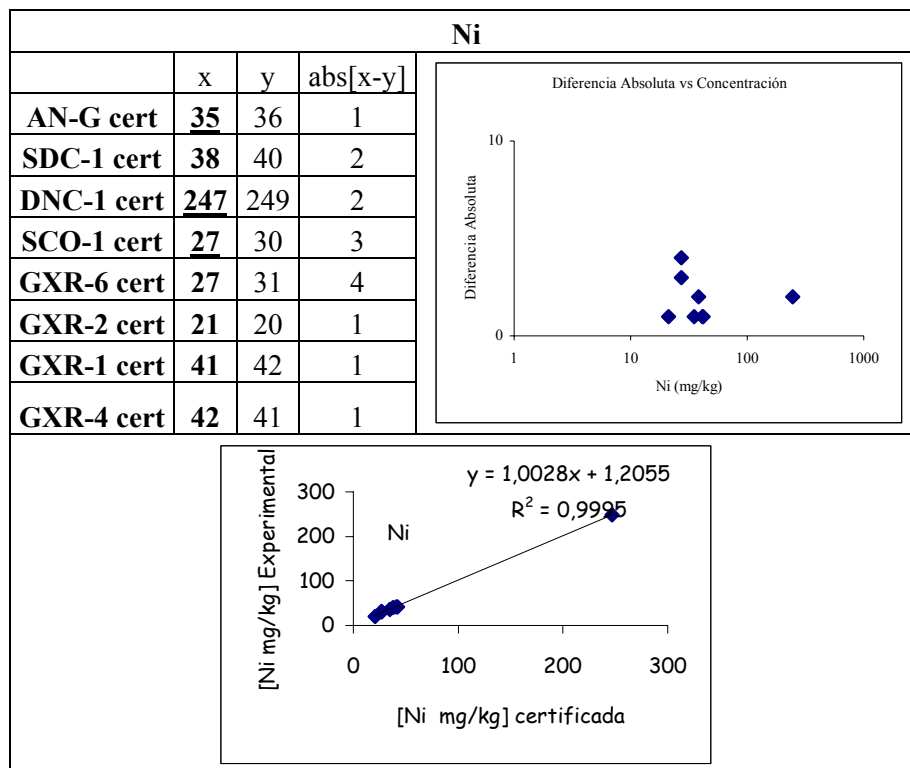 Ni
x y abs[x-y]
AN-G cert 35 36 1
SDC-1 cert 38 40 2
DNC-1 cert 247 249 2
SCO-1 cert 27 30 3
GXR-6 cert 27 31 4
GXR-2 cert 21 20 1
GXR-1 cert 41 42 1
GXR-4 cert 42 41 1
Diferencia Absoluta vs Concentración
Diferencia Absoluta
10
0
1 10 100 1000
Ni (mg/kg)
[Ni mg/kg] Experimental
y = 1,0028x + 1,2055
R² = 0,9995
Ni
300
200
100
0
0 100 200 300
[Ni mg/kg] certificada